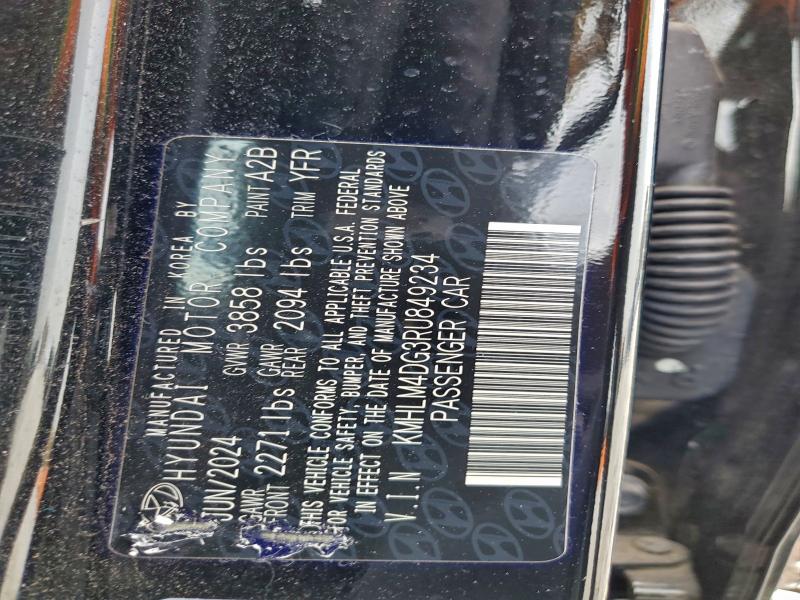 MANUFACTURED IN KOREA BY
HYUNDAI MOTOR COMPANY
JUN/2024 GVWR 3858 lbs PAINT A2B
GAWR FRONT 2271 lbs GAWR REAR 2094 lbs TRIM YFR
THIS VEHICLE CONFORMS TO ALL APPLICABLE U.S.A. FEDERAL
FOR VEHICLE SAFETY, BUMPER, AND THEFT PREVENTION STANDARDS
IN EFFECT ON THE DATE OF MANUFACTURE SHOWN ABOVE
V.I.N KMHLM4DG3RU849234
PASSENGER CAR